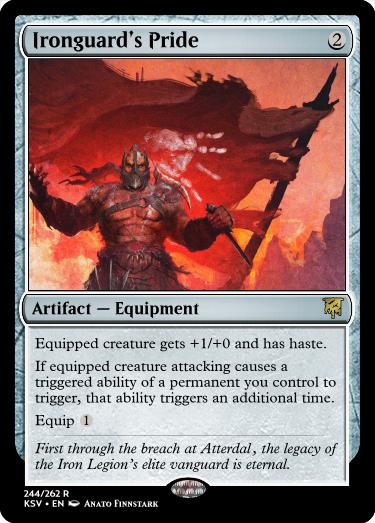 Ironguard's Pride 2
Artifact — Equipment
Equipped creature gets +1/+0 and has haste.
If equipped creature attacking causes a
triggered ability of a permanent you control to
trigger, that ability triggers an additional time.
Equip 1
First through the breach at Atterdal, the legacy of
the Iron Legion's elite vanguard is eternal.
244/262 R
KSV • EN Anato Finnstark